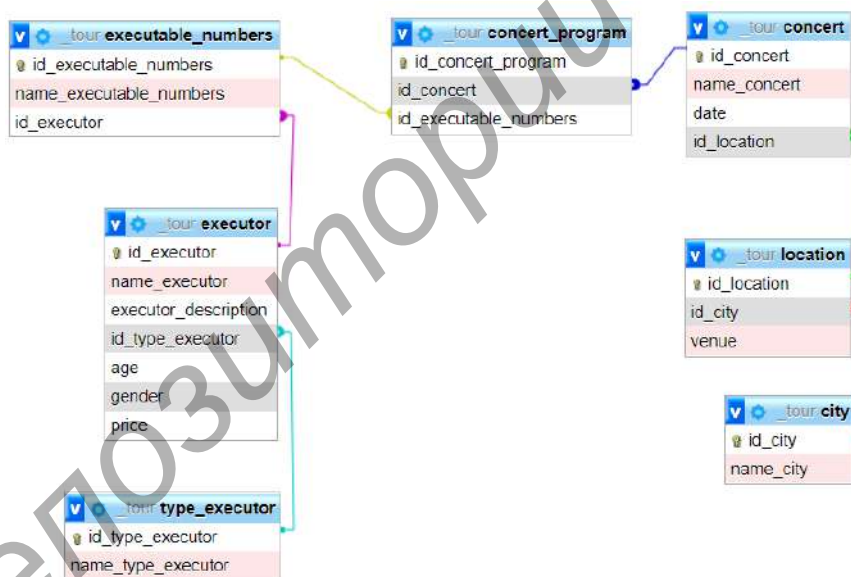 _tour executable_numbers
id_executable_numbers
name_executable_numbers
id_executor
_tour concert_program
id_concert_program
id_concert
id_executable_numbers
_tour concert
id_concert
name_concert
date
id_location
_tour executor
id_executor
name_executor
executor_description
id_type_executor
age
gender
price
_tour location
id_location
id_city
venue
_tour city
id_city
name_city
_tour type_executor
id_type_executor
name_type_executor